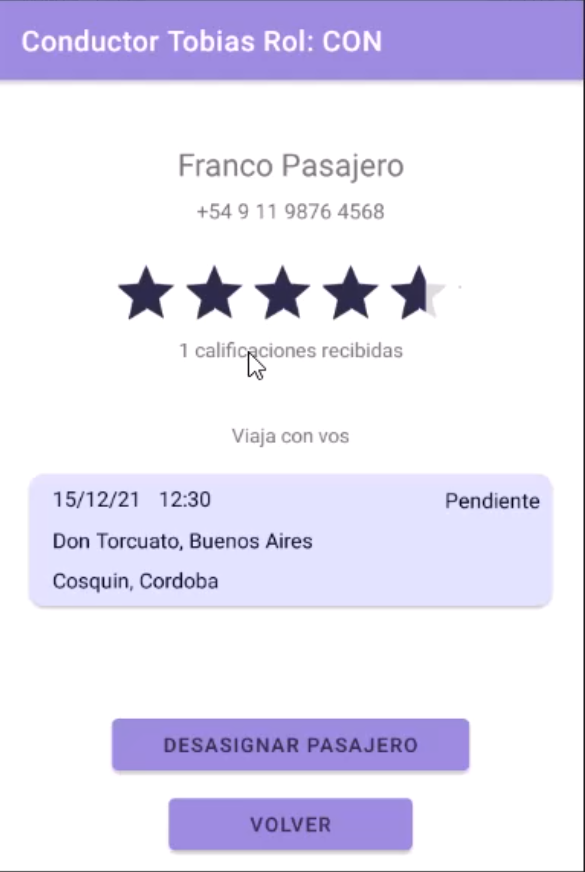 Conductor Tobias Rol: CON
Franco Pasajero
+54 9 11 9876 4568
1 calificaciones recibidas
Viaja con vos
15/12/21 12:30 Pendiente
Don Torcuato, Buenos Aires
Cosquin, Cordoba
DESASIGNAR PASAJERO
VOLVER